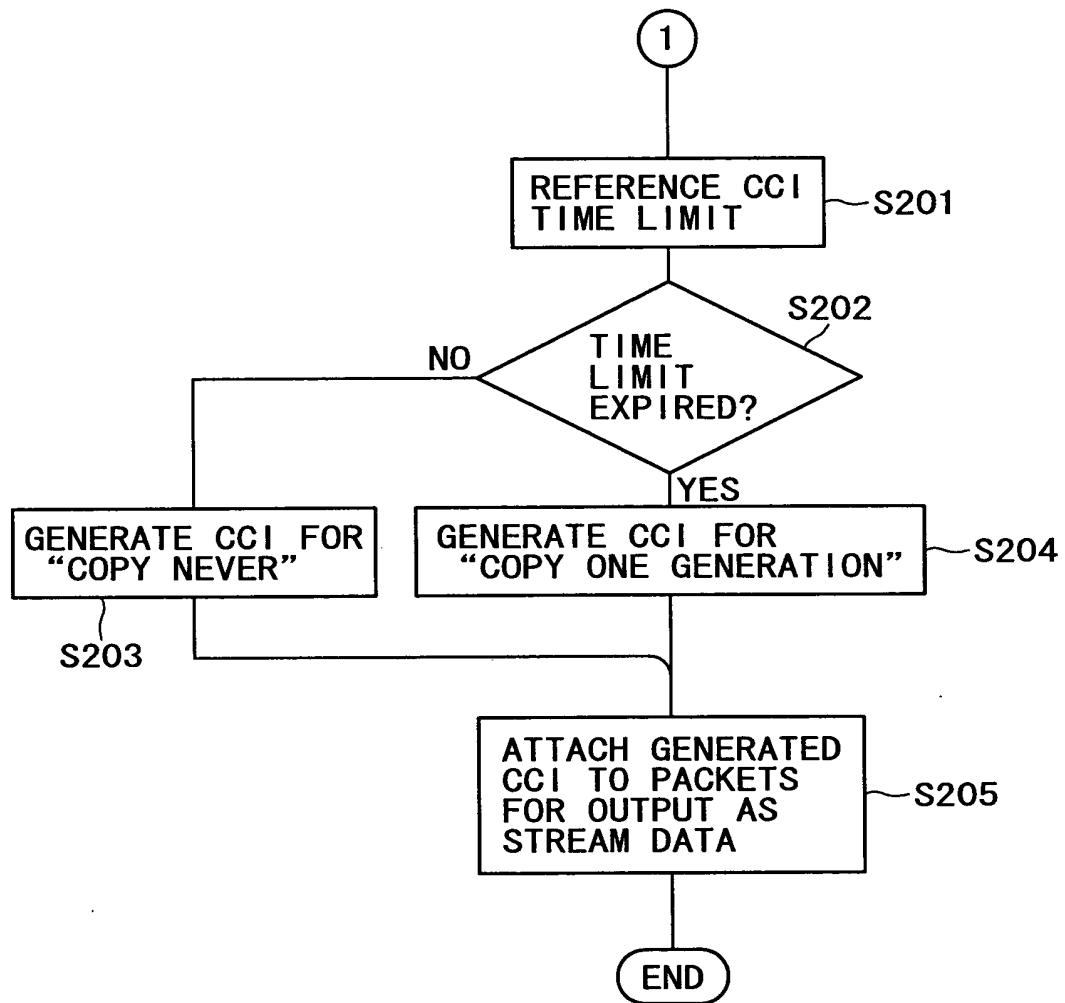 1
REFERENCE CCI
TIME LIMIT
S201
S202
TIME
LIMIT
EXPIRED?
NO
YES
GENERATE CCI FOR
“COPY NEVER”
S203
GENERATE CCI FOR
“COPY ONE GENERATION”
S204
ATTACH GENERATED
CCI TO PACKETS
FOR OUTPUT AS
STREAM DATA
S205
END